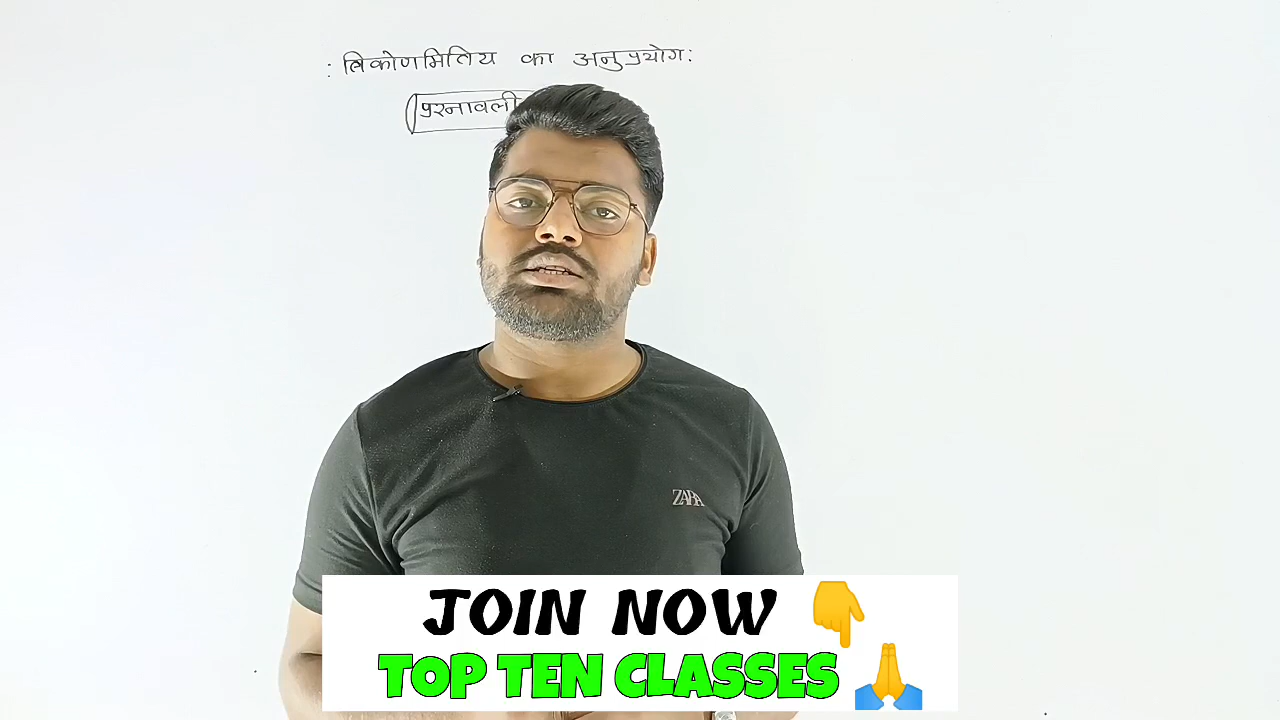 : त्रिकोणमितिय का अनुप्रयोग:
प्रश्नावली
ZARA
JOIN NOW 👇
TOP TEN CLASSES 🙏